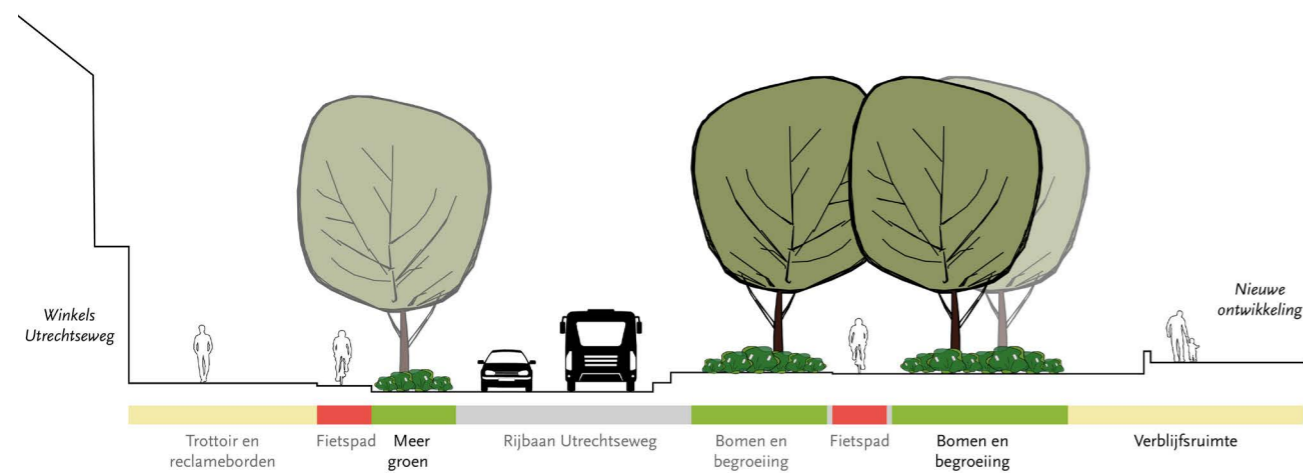 Winkels
Utrechtseweg
Nieuwe
ontwikkeling
Trottoir en
reclameborden
Fietspad
Meer
groen
Rijbaan Utrechtseweg
Bomen en
begroeiing
Fietspad
Bomen en
begroeiing
Verblijfsruimte